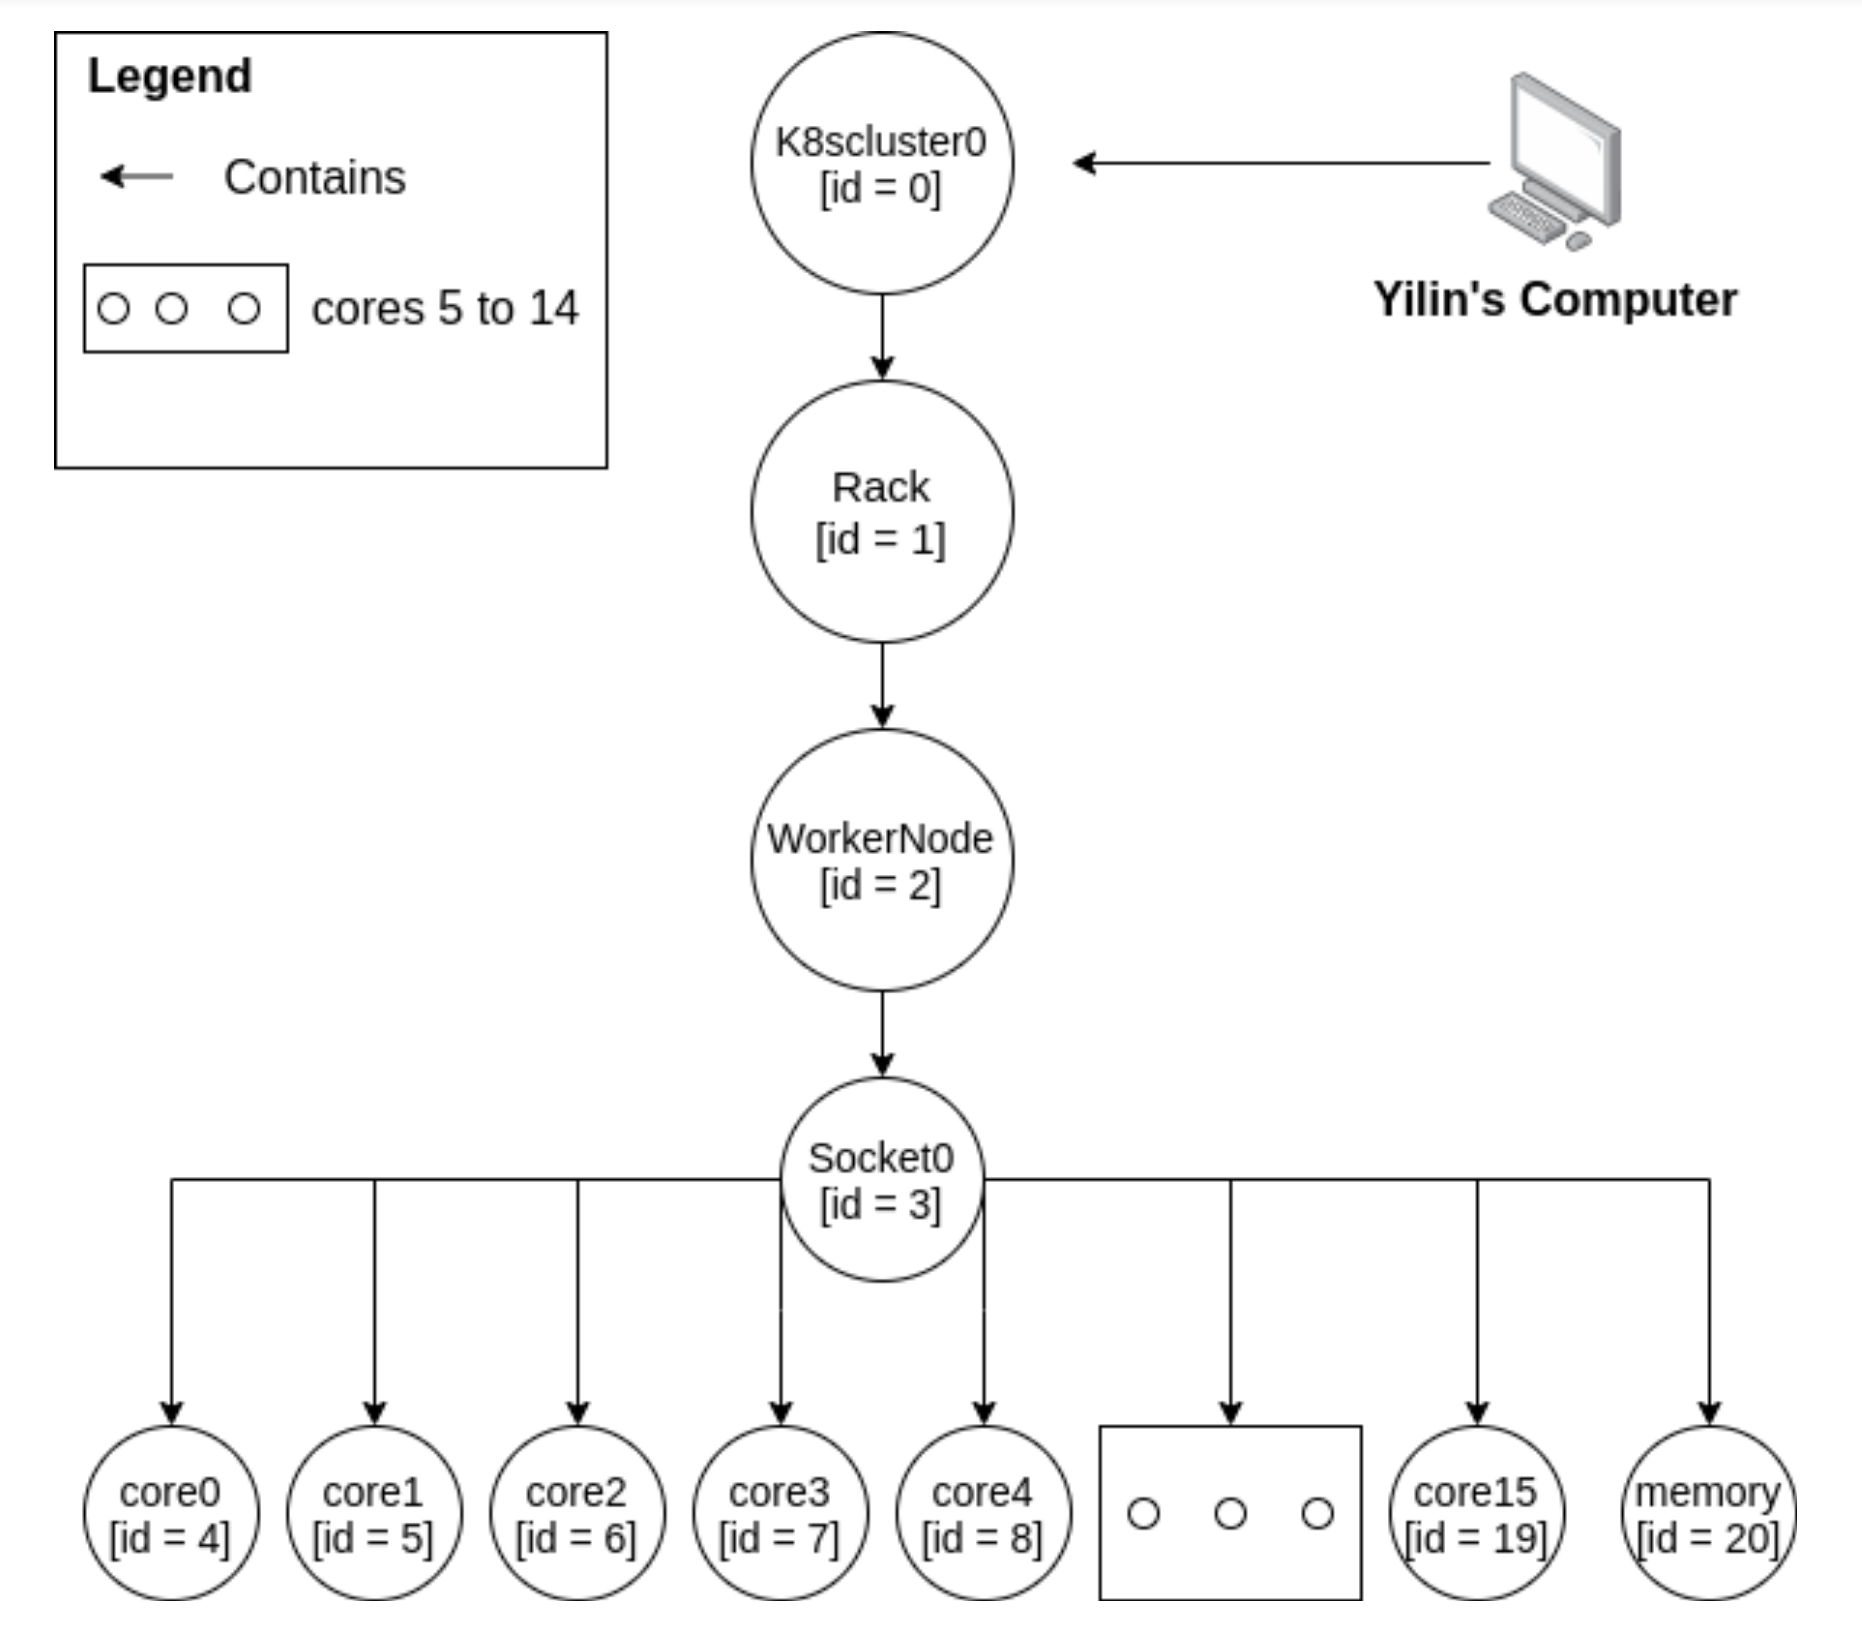 Legend
Contains
cores 5 to 14
K8scluster0
[id = 0]
Yilin's Computer
Rack
[id = 1]
WorkerNode
[id = 2]
Socket0
[id = 3]
core0
[id = 4]
core1
[id = 5]
core2
[id = 6]
core3
[id = 7]
core4
[id = 8]
core15
[id = 19]
memory
[id = 20]